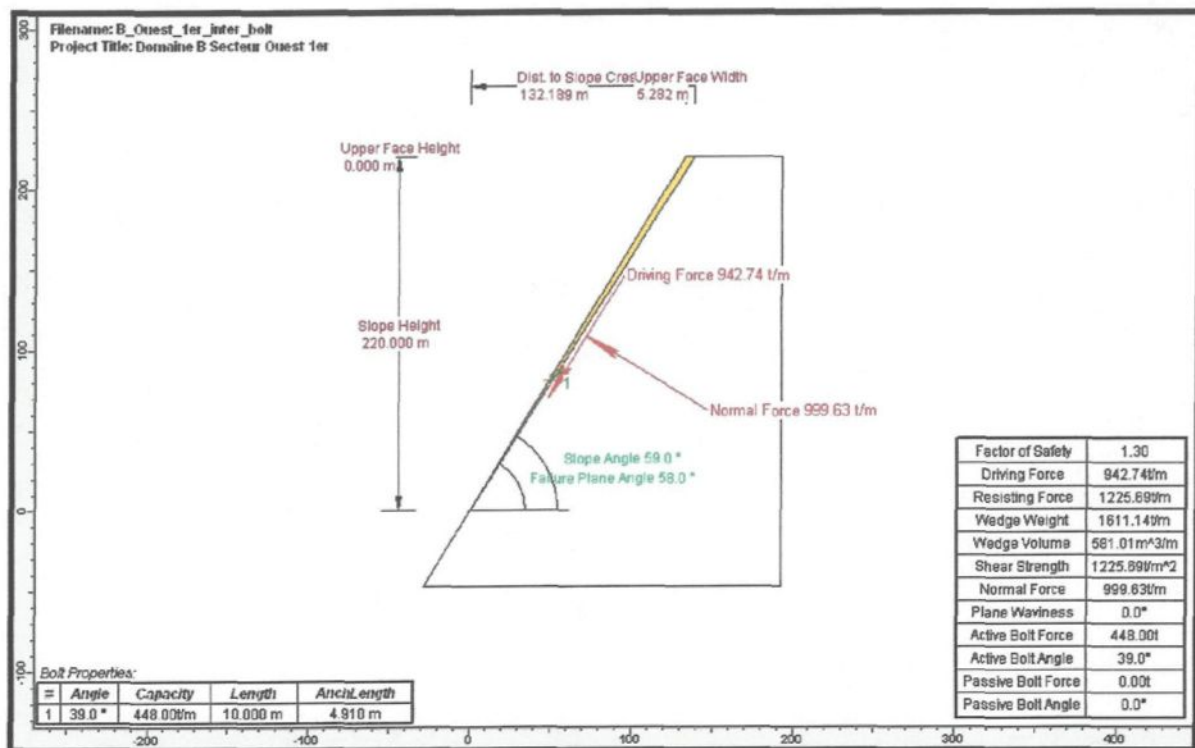 Filename: B_Ouest_1er_inter_bolt
Project Title: Domaine B Secteur Ouest 1er
Dist. to Slope Cres Upper Face Width
132.189 m 5.282 m
Upper Face Height
0.000 m
Driving Force 942.74 t/m
Slope Height
220.000 m
1
Normal Force 999.63 t/m
Slope Angle 59.0 °
Failure Plane Angle 58.0 °
Factor of Safety 1.30
Driving Force 942.74t/m
Resisting Force 1225.69t/m
Wedge Weight 1611.14t/m
Wedge Volume 581.01m^3/m
Shear Strength 1225.69t/m^2
Normal Force 999.63t/m
Plane Waviness 0.0°
Active Bolt Force 448.00t
Active Bolt Angle 39.0°
Passive Bolt Force 0.00t
Passive Bolt Angle 0.0°
Bolt Properties:
# Angle Capacity Length AnchLength
1 39.0 ° 448.00t/m 10.000 m 4.910 m
300
200
100
0
-100
-200 -100 0 100 200 300 400